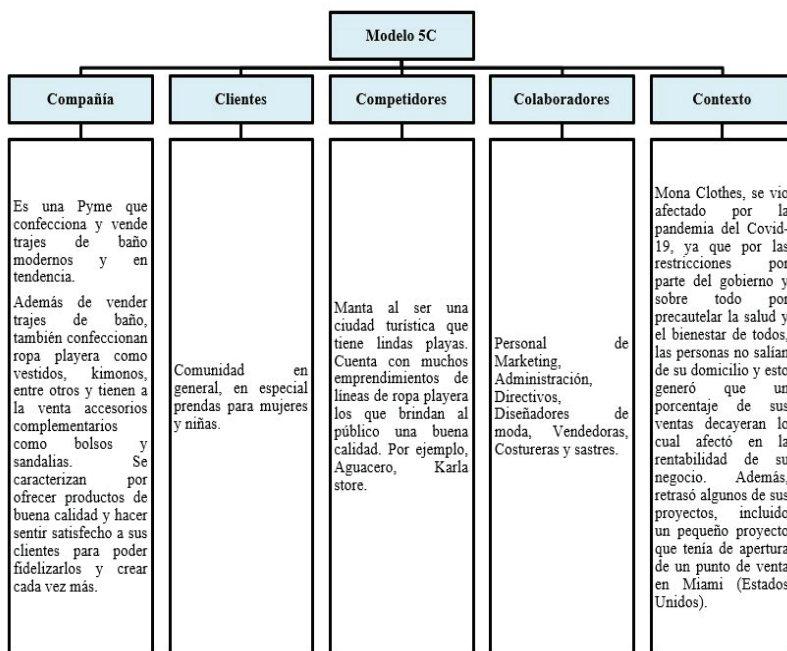 Modelo 5C
Compañía
Clientes
Competidores
Colaboradores
Contexto
Es una Pyme que
confecciona y vende
trajes de baño
modernos y en
tendencia.
Además de vender
trajes de baño,
también confeccionan
ropa playera como
vestidos, kimonos,
entre otros y tienen a
la venta accesorios
complementarios
como bolsos y
sandalias. Se
caracterizan por
ofrecer productos de
buena calidad y hacer
sentir satisfecho a sus
clientes para poder
fidelizarlos y crear
cada vez más.
Comunidad en
general, en especial
prendas para mujeres
y niñas.
Manta al ser una
ciudad turística que
tiene lindas playas.
Cuenta con muchos
emprendimientos de
líneas de ropa playera
los que brindan al
público una buena
calidad. Por ejemplo,
Aguacero, Karla
store.
Personal de
Marketing,
Administración,
Directivos,
Diseñadores de
moda, Vendedoras,
Costureras y sastres.
Mona Clothes, se vio
afectado por la
pandemia del Covid-
19, ya que por las
restricciones por
parte del gobierno y
sobre todo por
precautelar la salud y
el bienestar de todos,
las personas no salían
de su domicilio y esto
generó que un
porcentaje de sus
ventas decayeran lo
cual afectó en la
rentabilidad de su
negocio. Además,
retrasó algunos de sus
proyectos, incluido
un pequeño proyecto
que tenía de apertura
de un punto de venta
en Miami (Estados
Unidos).